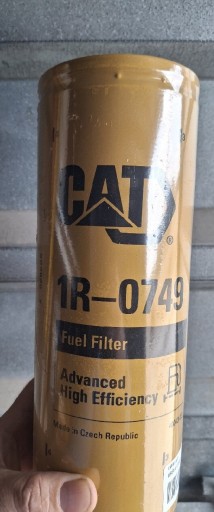 CAT
®
1R-0749
Fuel Filter
Advanced
High Efficiency
Made in Czech Republic